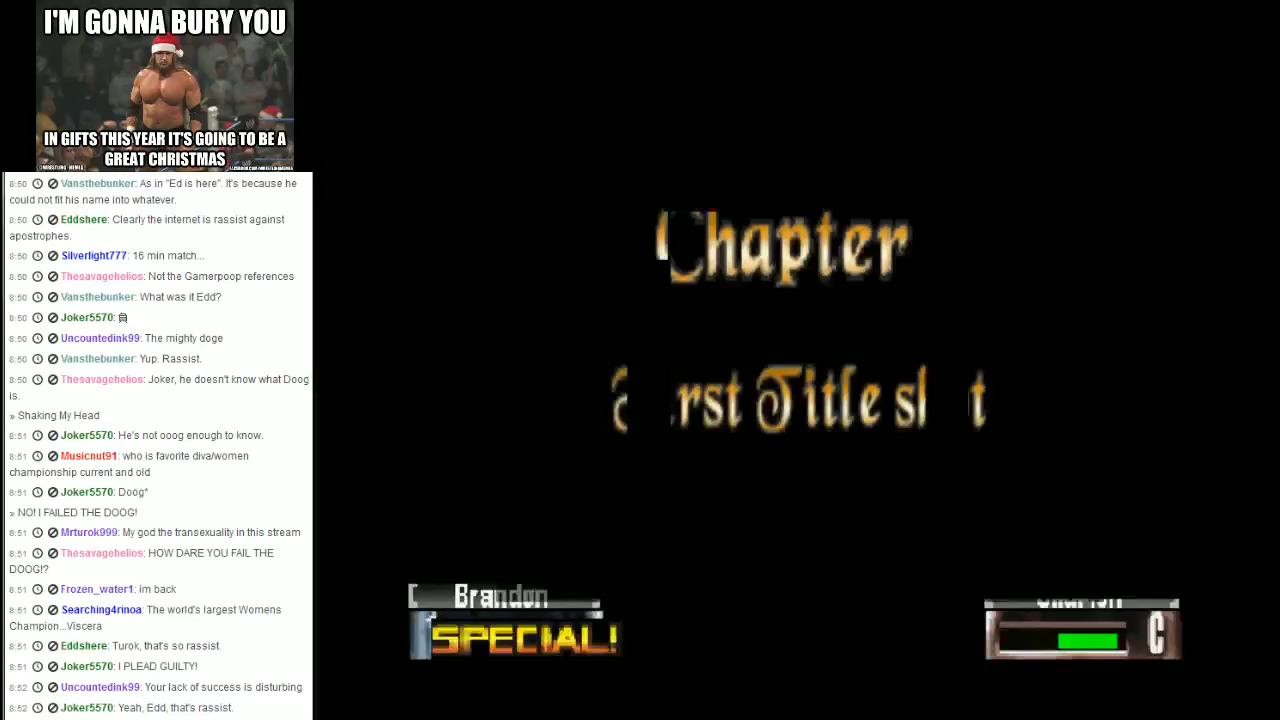 I'M GONNA BURY YOU
IN GIFTS THIS YEAR IT'S GOING TO BE A
GREAT CHRISTMAS
8:50 Vansthebunker: As in "Ed is here". It's because he
could not fit his name into whatever.
8:50 Eddshere: Clearly the internet is rassist against
apostrophes.
8:50 Silverlight777: 16 min match...
8:50 Thesavagehelios: Not the Gamerpoop references
8:50 Vansthebunker: What was it Edd?
8:50 Joker5570:
8:50 Uncountedink99: The mighty doge
8:50 Vansthebunker: Yup. Rassist.
8:50 Thesavagehelios: Joker, he doesn't know what Doog
is.
» Shaking My Head
8:51 Joker5570: He's not ooog enough to know.
8:51 Musicnut91: who is favorite diva/women
championship current and old
8:51 Joker5570: Doog*
» NO! I FAILED THE DOOG!
8:51 Mrturok999: My god the transexuality in this stream
8:51 Thesavagehelios: HOW DARE YOU FAIL THE
DOOG!?
8:51 Frozen_water1: im back
8:51 Searching4rinoa: The world's largest Womens
Champion...Viscera
8:51 Eddshere: Turok, that's so rassist.
8:51 Joker5570: I PLEAD GUILTY!
8:52 Uncountedink99: Your lack of success is disturbing
8:52 Joker5570: Yeah, Edd, that's rassist.
Chapter
rst Title s t
Brandon
SPECIAL!
C